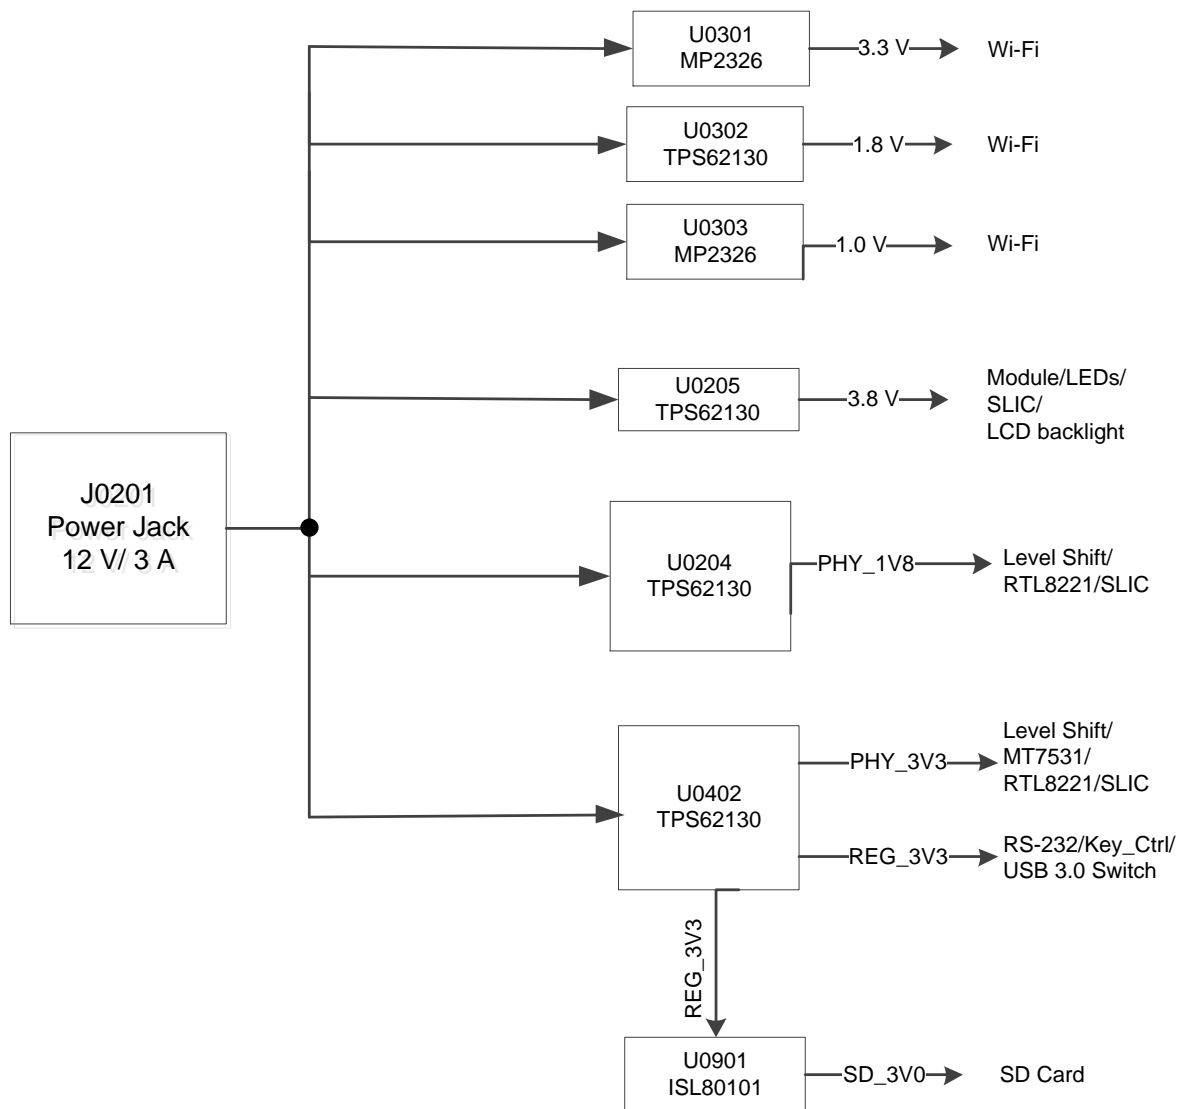 U0301
MP2326
3.3 V
Wi-Fi
U0302
TPS62130
1.8 V
Wi-Fi
U0303
MP2326
1.0 V
Wi-Fi
U0205
TPS62130
3.8 V
Module/LEDs/
SLIC/
LCD backlight
J0201
Power Jack
12 V/ 3 A
U0204
TPS62130
PHY_1V8
Level Shift/
RTL8221/SLIC
U0402
TPS62130
PHY_3V3
Level Shift/
MT7531/
RTL8221/SLIC
REG_3V3
RS-232/Key_Ctrl/
USB 3.0 Switch
REG_3V3
U0901
ISL80101
SD_3V0
SD Card